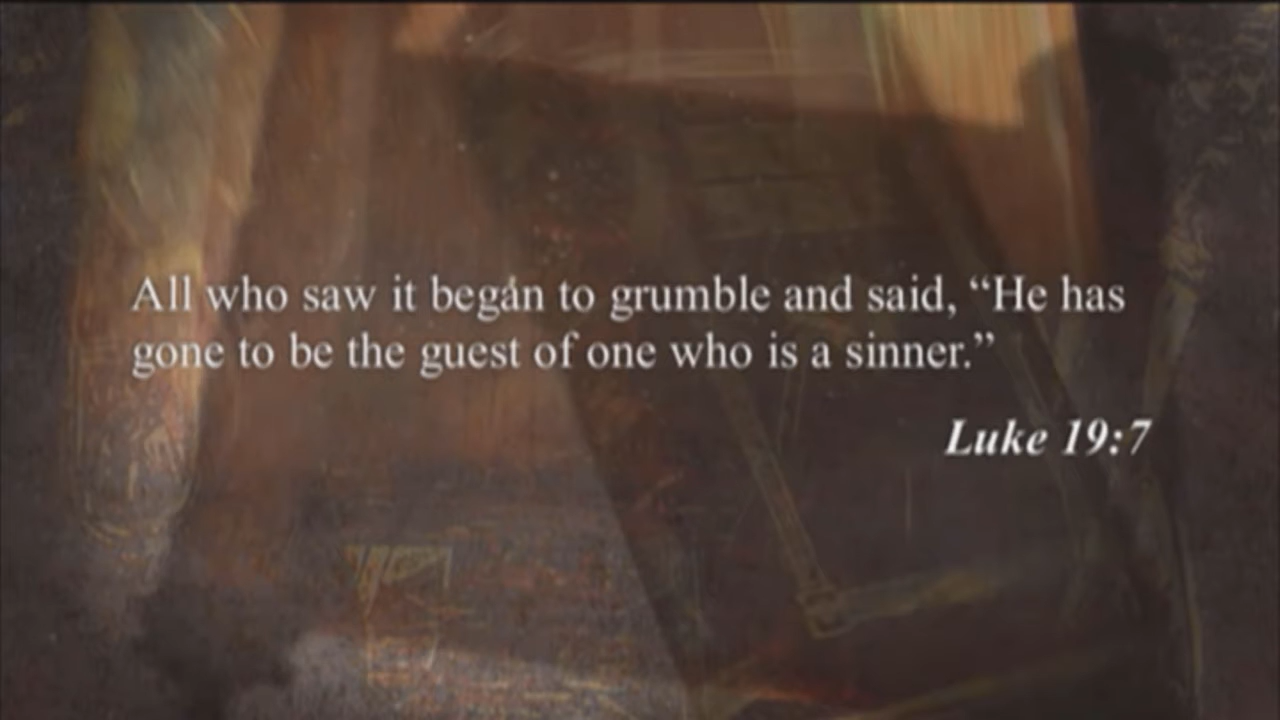 All who saw it began to grumble and said, “He has
gone to be the guest of one who is a sinner.”
Luke 19:7